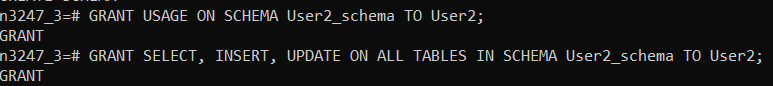 n3247_3=# GRANT USAGE ON SCHEMA User2_schema TO User2;
GRANT
n3247_3=# GRANT SELECT, INSERT, UPDATE ON ALL TABLES IN SCHEMA User2_schema TO User2;
GRANT